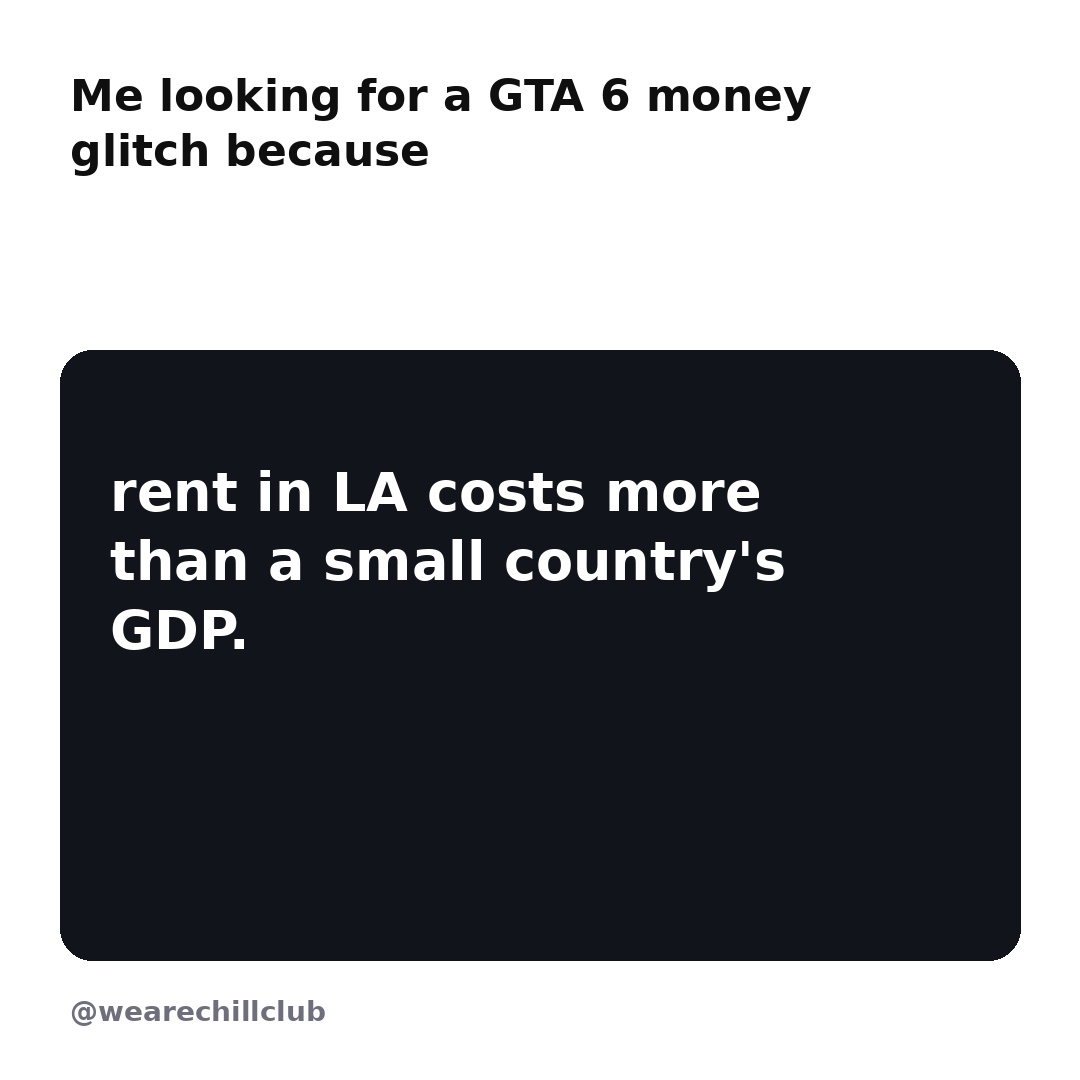 Me looking for a GTA 6 money
glitch because
rent in LA costs more
than a small country's
GDP.
@wearechillclub